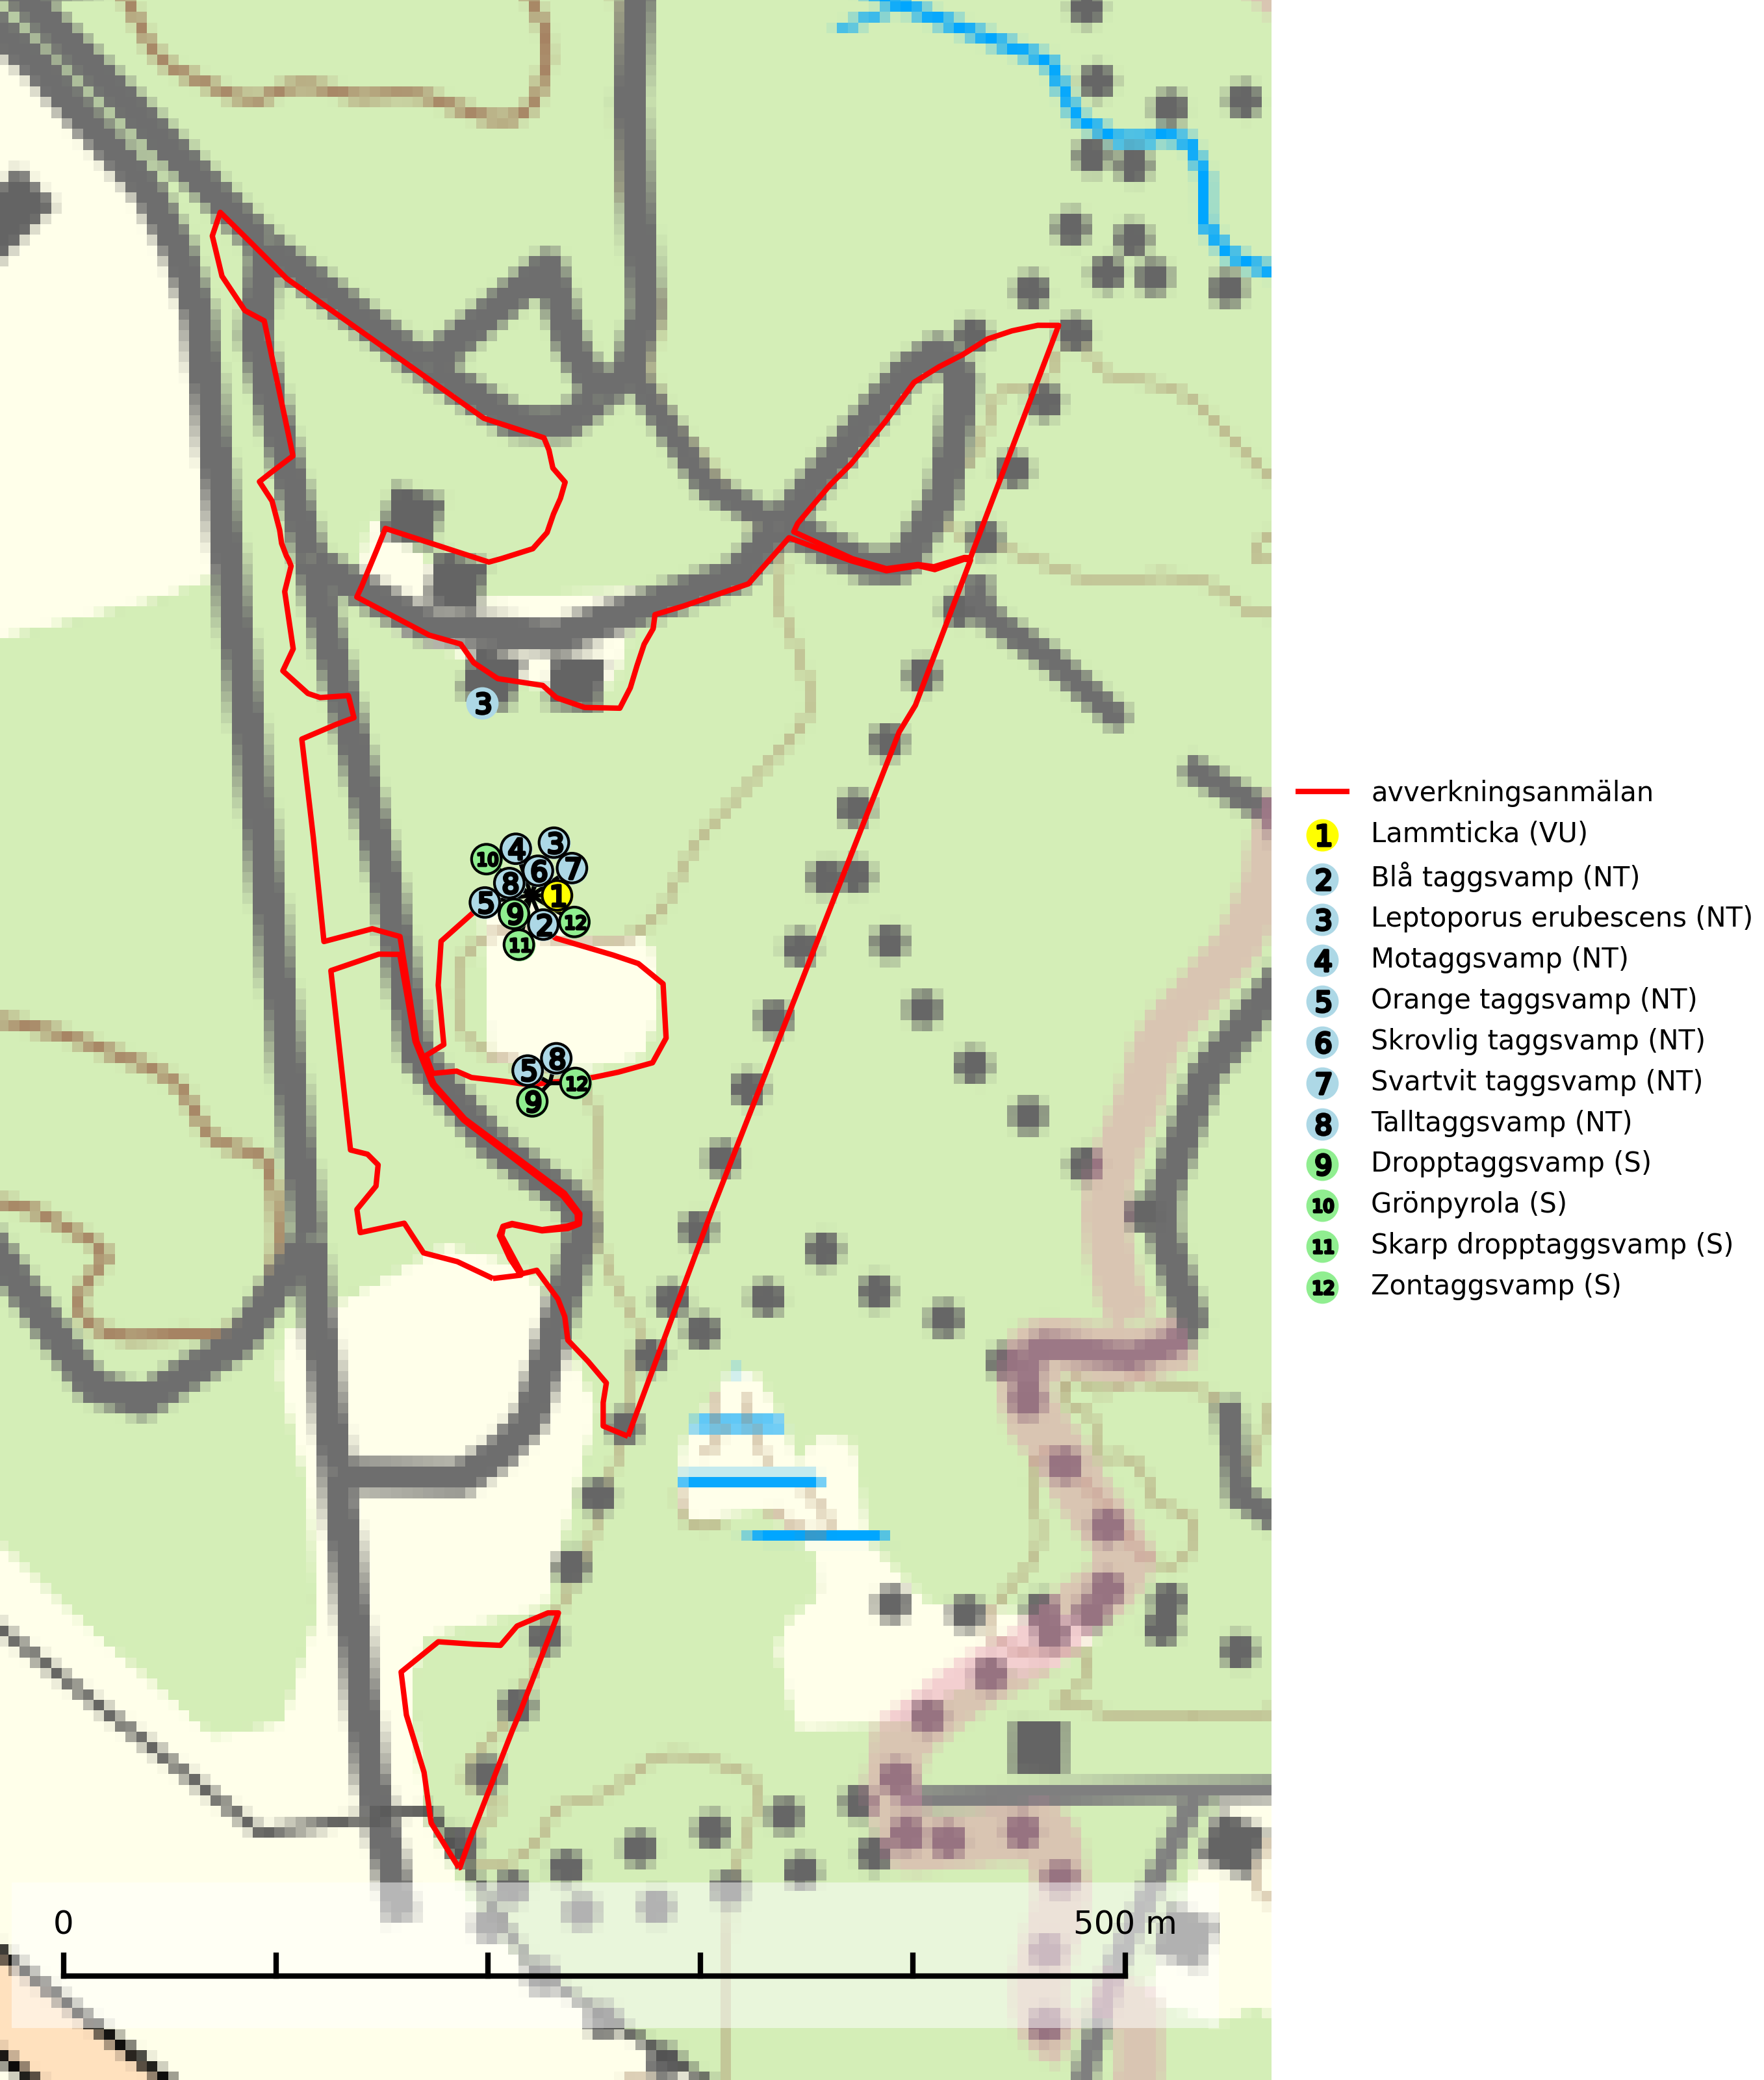 3
3
4
10
6
7
8
1
5
9
12
2
11
8
5
12
9
avverkningsanmälan
1 Lammticka (VU)
2 Blå taggsvamp (NT)
3 Leptoporus erubescens (NT)
4 Motaggsvamp (NT)
5 Orange taggsvamp (NT)
6 Skrovlig taggsvamp (NT)
7 Svartvit taggsvamp (NT)
8 Talltaggsvamp (NT)
9 Dropptaggsvamp (S)
10 Grönpyrola (S)
11 Skarp dropptaggsvamp (S)
12 Zontaggsvamp (S)
0 500 m